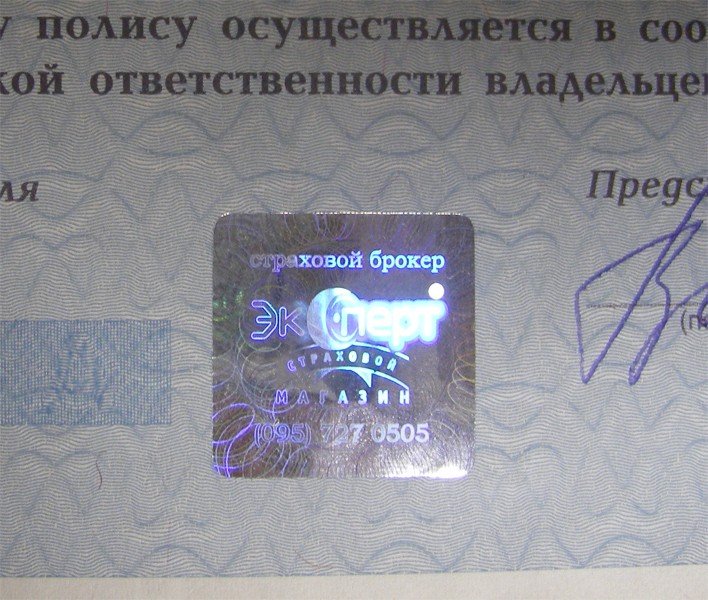 у полису осуществляется в соо
кой ответственности владельце
ля
Предс
страховой брокер
эксперт
СТРАХОВОЙ
МАГАЗИН
(095) 727 0505